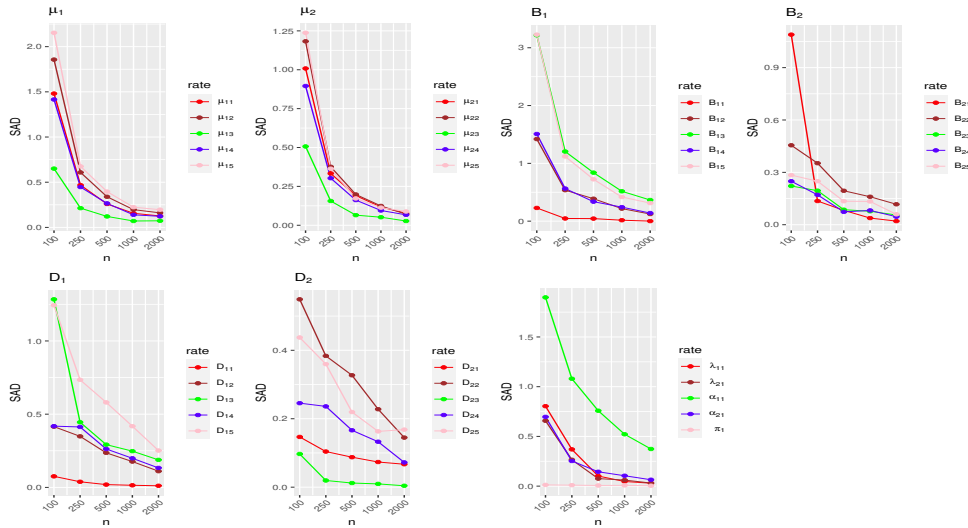 μ₁
SAD
2.0
1.5
1.0
0.5
0.0
100
250
500
1000
2000
n
rate
μ₁₁
μ₁₂
μ₁₃
μ₁₄
μ₁₅
μ₂
SAD
1.25
1.00
0.75
0.50
0.25
0.00
100
250
500
1000
2000
n
rate
μ₂₁
μ₂₂
μ₂₃
μ₂₄
μ₂₅
B₁
SAD
3
2
1
0
100
250
500
1000
2000
n
rate
B₁₁
B₁₂
B₁₃
B₁₄
B₁₅
B₂
SAD
0.9
0.6
0.3
0.0
100
250
500
1000
2000
n
rate
B₂₁
B₂₂
B₂₃
B₂₄
B₂₅
D₁
SAD
1.0
0.5
0.0
100
250
500
1000
2000
n
rate
D₁₁
D₁₂
D₁₃
D₁₄
D₁₅
D₂
SAD
0.4
0.2
0.0
100
250
500
1000
2000
n
rate
D₂₁
D₂₂
D₂₃
D₂₄
D₂₅
SAD
1.5
1.0
0.5
0.0
100
250
500
1000
2000
n
rate
λ₁₁
λ₂₁
α₁₁
α₂₁
π₁